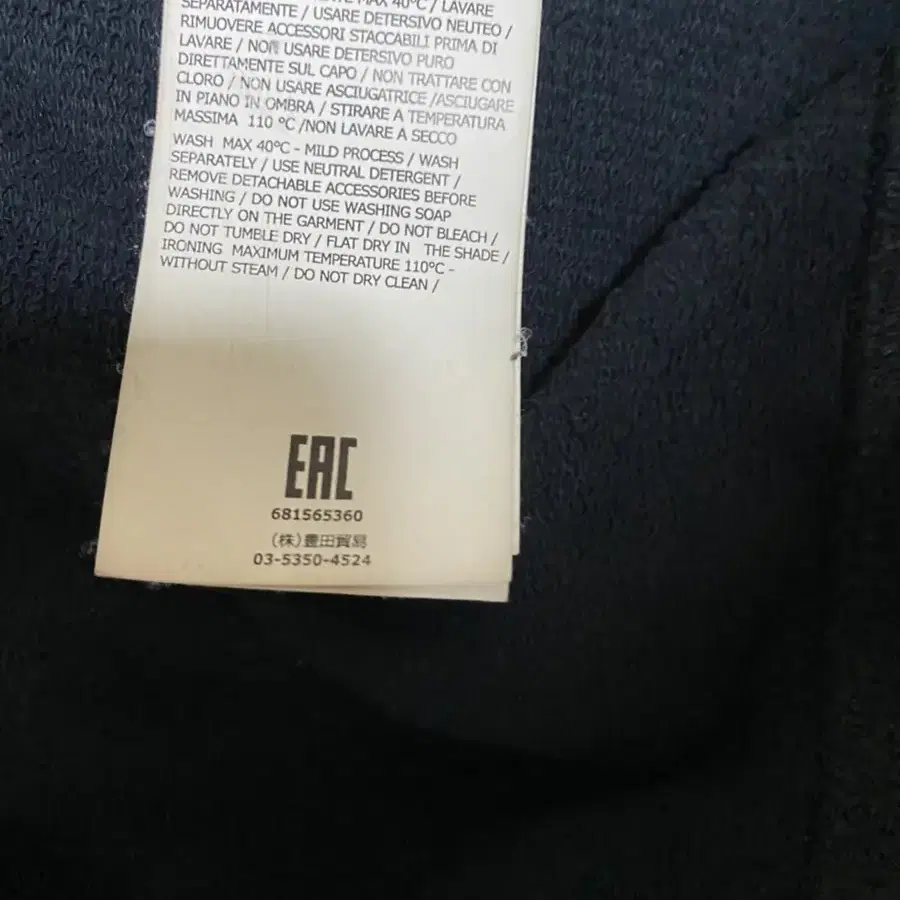 MAX 40°C / LAVARE
SEPARATAMENTE / USARE DETERSIVO NEUTEO /
RIMUOVERE ACCESSORI STACCABILI PRIMA DI
LAVARE / NON USARE DETERSIVO PURO
DIRETTAMENTE SUL CAPO / NON TRATTARE CON
CLORO / NON USARE ASCIUGATRICE /ASCIUGARE
IN PIANO IN OMBRA / STIRARE A TEMPERATURA
MASSIMA 110 °C /NON LAVARE A SECCO
WASH MAX 40°C - MILD PROCESS / WASH
SEPARATELY / USE NEUTRAL DETERGENT /
REMOVE DETACHABLE ACCESSORIES BEFORE
WASHING / DO NOT USE WASHING SOAP
DIRECTLY ON THE GARMENT / DO NOT BLEACH /
DO NOT TUMBLE DRY / FLAT DRY IN THE SHADE /
IRONING MAXIMUM TEMPERATURE 110°C -
WITHOUT STEAM / DO NOT DRY CLEAN /
EAC
681565360
(株)豊田貿易
03-5350-4524